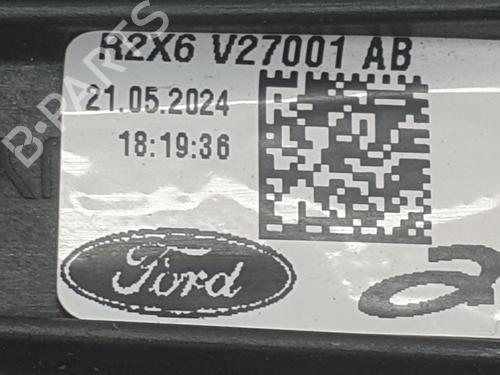 R2X6 V27001 AB
21.05.2024
18:19:36
Ford
B-PARTS